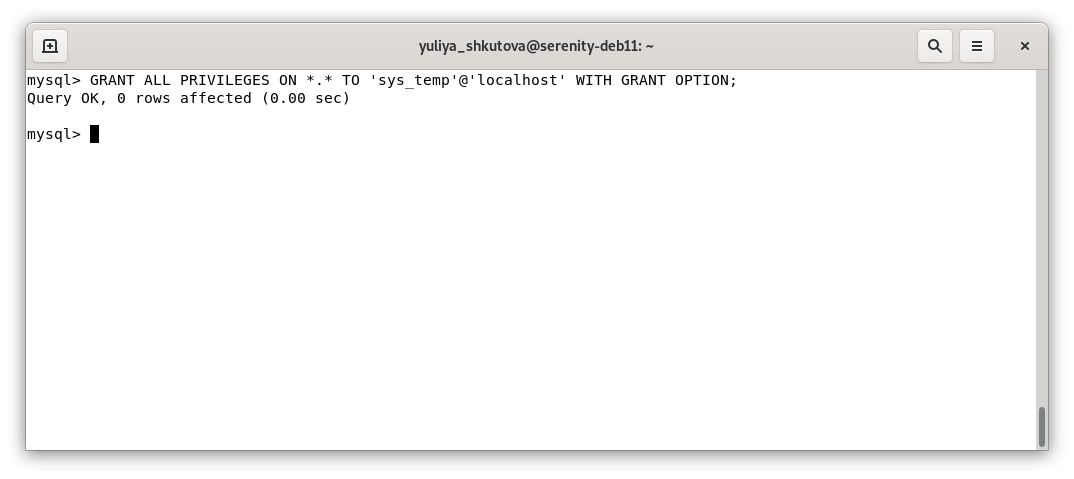 yuliya_shkutova@serenity-deb11: ~
mysql> GRANT ALL PRIVILEGES ON *.* TO 'sys_temp'@'localhost' WITH GRANT OPTION;
Query OK, 0 rows affected (0.00 sec)
mysql>